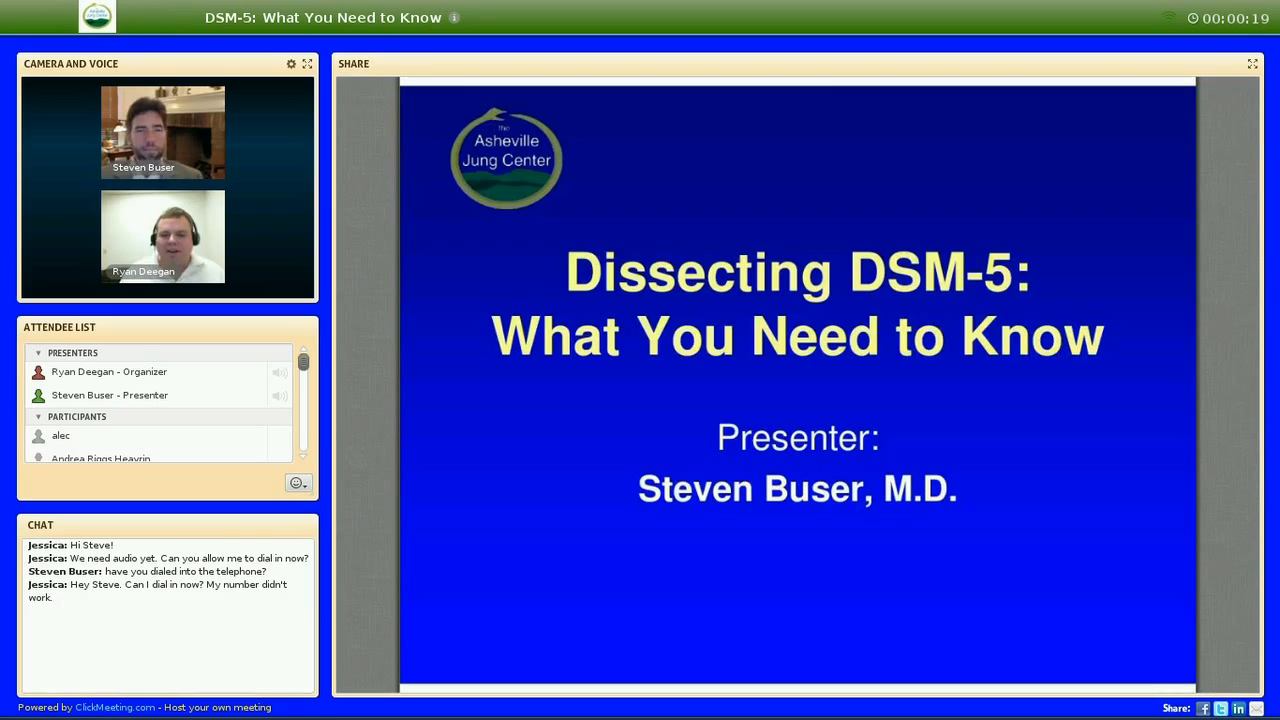 DSM-5: What You Need to Know
00:00:19
CAMERA AND VOICE
Steven Buser
Ryan Deegan
ATTENDEE LIST
PRESENTERS
Ryan Deegan - Organizer
Steven Buser - Presenter
PARTICIPANTS
alec
Andrea Riggs Heavrin
CHAT
Jessica: Hi Steve!
Jessica: We need audio yet. Can you allow me to dial in now?
Steven Buser: have you dialed into the telephone?
Jessica: Hey Steve. Can I dial in now? My number didn't
work.
SHARE
The
Asheville
Jung Center
Dissecting DSM-5:
What You Need to Know
Presenter:
Steven Buser, M.D.
Powered by ClickMeeting.com - Host your own meeting
Share: